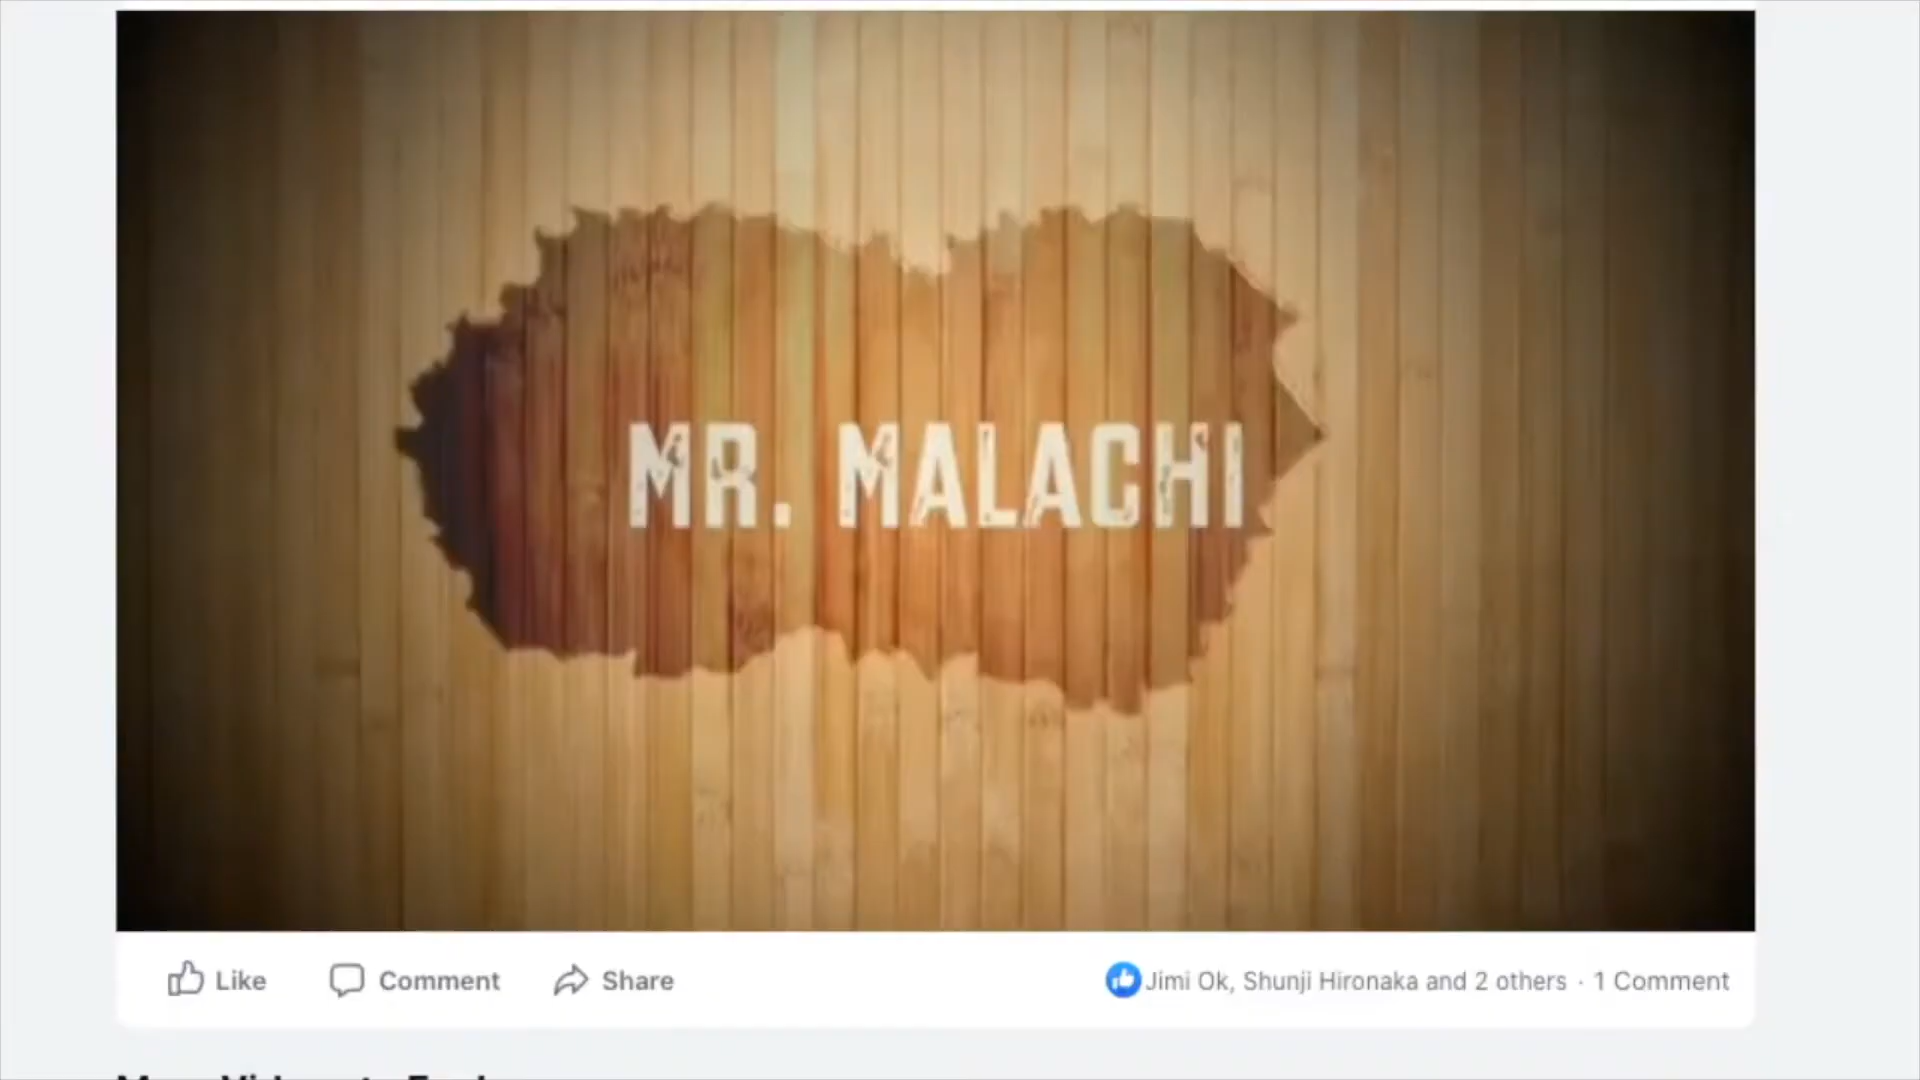 MR. MALACHI
Like
Comment
Share
Jimi Ok, Shunji Hironaka and 2 others · 1 Comment